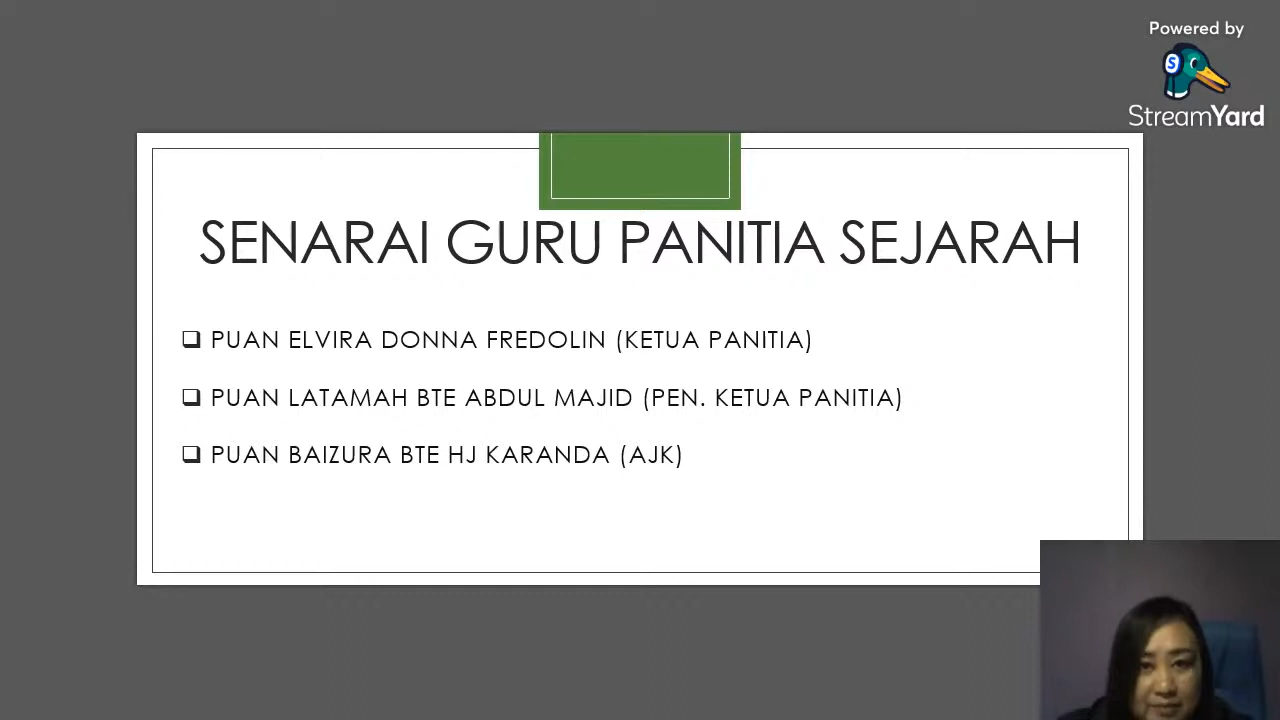 Powered by
StreamYard
SENARAI GURU PANITIA SEJARAH
PUAN ELVIRA DONNA FREDOLIN (KETUA PANITIA)
PUAN LATAMAH BTE ABDUL MAJID (PEN. KETUA PANITIA)
PUAN BAIZURA BTE HJ KARANDA (AJK)